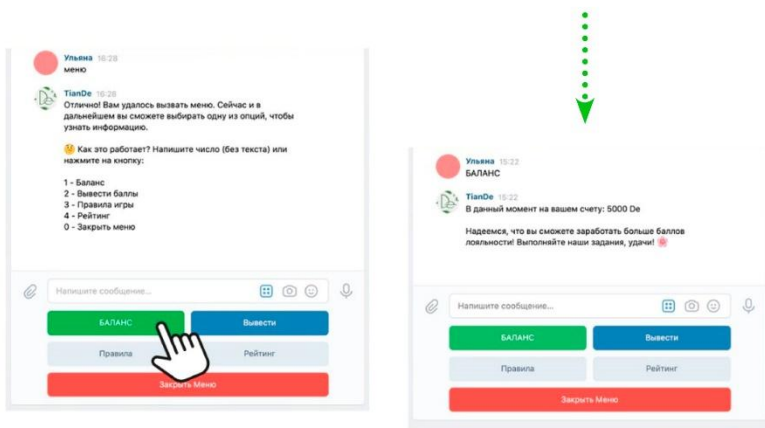 Ульяна 16:28
меню
TianDe 16:28
Отлично! Вам удалось вызвать меню. Сейчас и в
дальнейшем вы сможете выбирать одну из опций, чтобы
узнать информацию.
Как это работает? Напишите число (без текста) или
нажмите на кнопку:
1 - Баланс
2 - Вывести баллы
3 - Правила игры
4 - Рейтинг
0 - Закрыть меню
Напишите сообщение...
БАЛАНС
Вывести
Правила
Рейтинг
Закрыть Меню
Ульяна 15:22
БАЛАНС
TianDe 15:22
В данный момент на вашем счету: 5000 De
Надеемся, что вы сможете заработать больше баллов
лояльности! Выполняйте наши задания, удачи!
Напишите сообщение...
БАЛАНС
Вывести
Правила
Рейтинг
Закрыть Меню